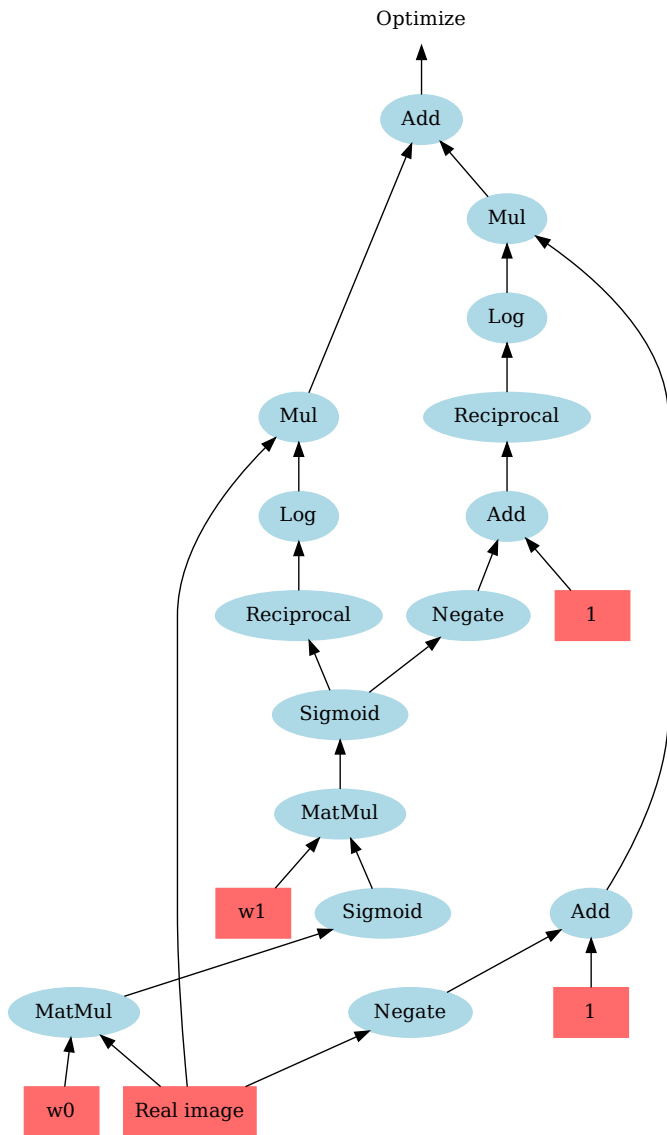 Optimize
Add
Mul
Log
Mul
Reciprocal
Log
Add
Reciprocal
Negate
1
Sigmoid
MatMul
w1
Sigmoid
Add
MatMul
Negate
1
w0
Real image